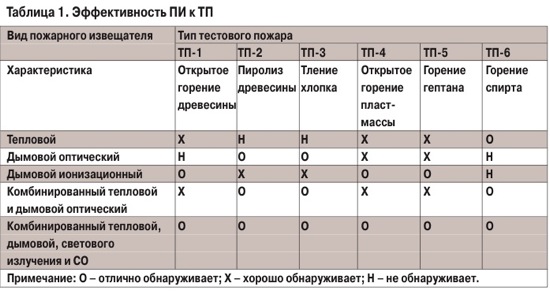 Таблица 1. Эффективность ПИ к ТП
Вид пожарного извещателя Тип тестового пожара
ТП-1 ТП-2 ТП-3 ТП-4 ТП-5 ТП-6
Характеристика Открытое Пиролиз Тление Открытое Горение Горение
горение древесины хлопка горение гептана спирта
древесины пласт-
массы
Тепловой Х Н Н Х Х О
Дымовой оптический Н О О Х Х Н
Дымовой ионизационный О Х Х О О Н
Комбинированный тепловой Х О О Х Х О
и дымовой оптический
Комбинированный тепловой, О О О О О О
дымовой, светового
излучения и СО
Примечание: О – отлично обнаруживает; Х – хорошо обнаруживает; Н – не обнаруживает.